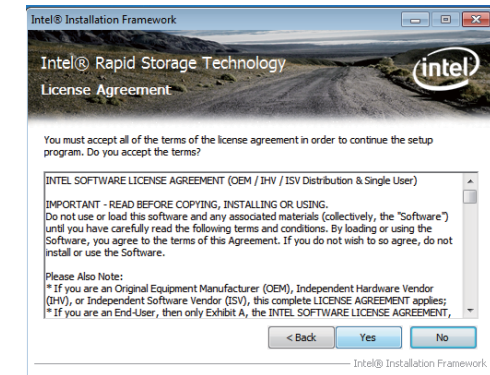 Intel® Installation Framework
Intel® Rapid Storage Technology
License Agreement
(intel)
You must accept all of the terms of the license agreement in order to continue the setup
program. Do you accept the terms?
INTEL SOFTWARE LICENSE AGREEMENT (OEM / IHV / ISV Distribution & Single User)
IMPORTANT - READ BEFORE COPYING, INSTALLING OR USING.
Do not use or load this software and any associated materials (collectively, the "Software")
until you have carefully read the following terms and conditions. By loading or using the
Software, you agree to the terms of this Agreement. If you do not wish to so agree, do not
install or use the Software.
Please Also Note:
* If you are an Original Equipment Manufacturer (OEM), Independent Hardware Vendor
(IHV), or Independent Software Vendor (ISV), this complete LICENSE AGREEMENT applies;
* If you are an End-User, then only Exhibit A, the INTEL SOFTWARE LICENSE AGREEMENT,
< Back Yes No
Intel® Installation Framework